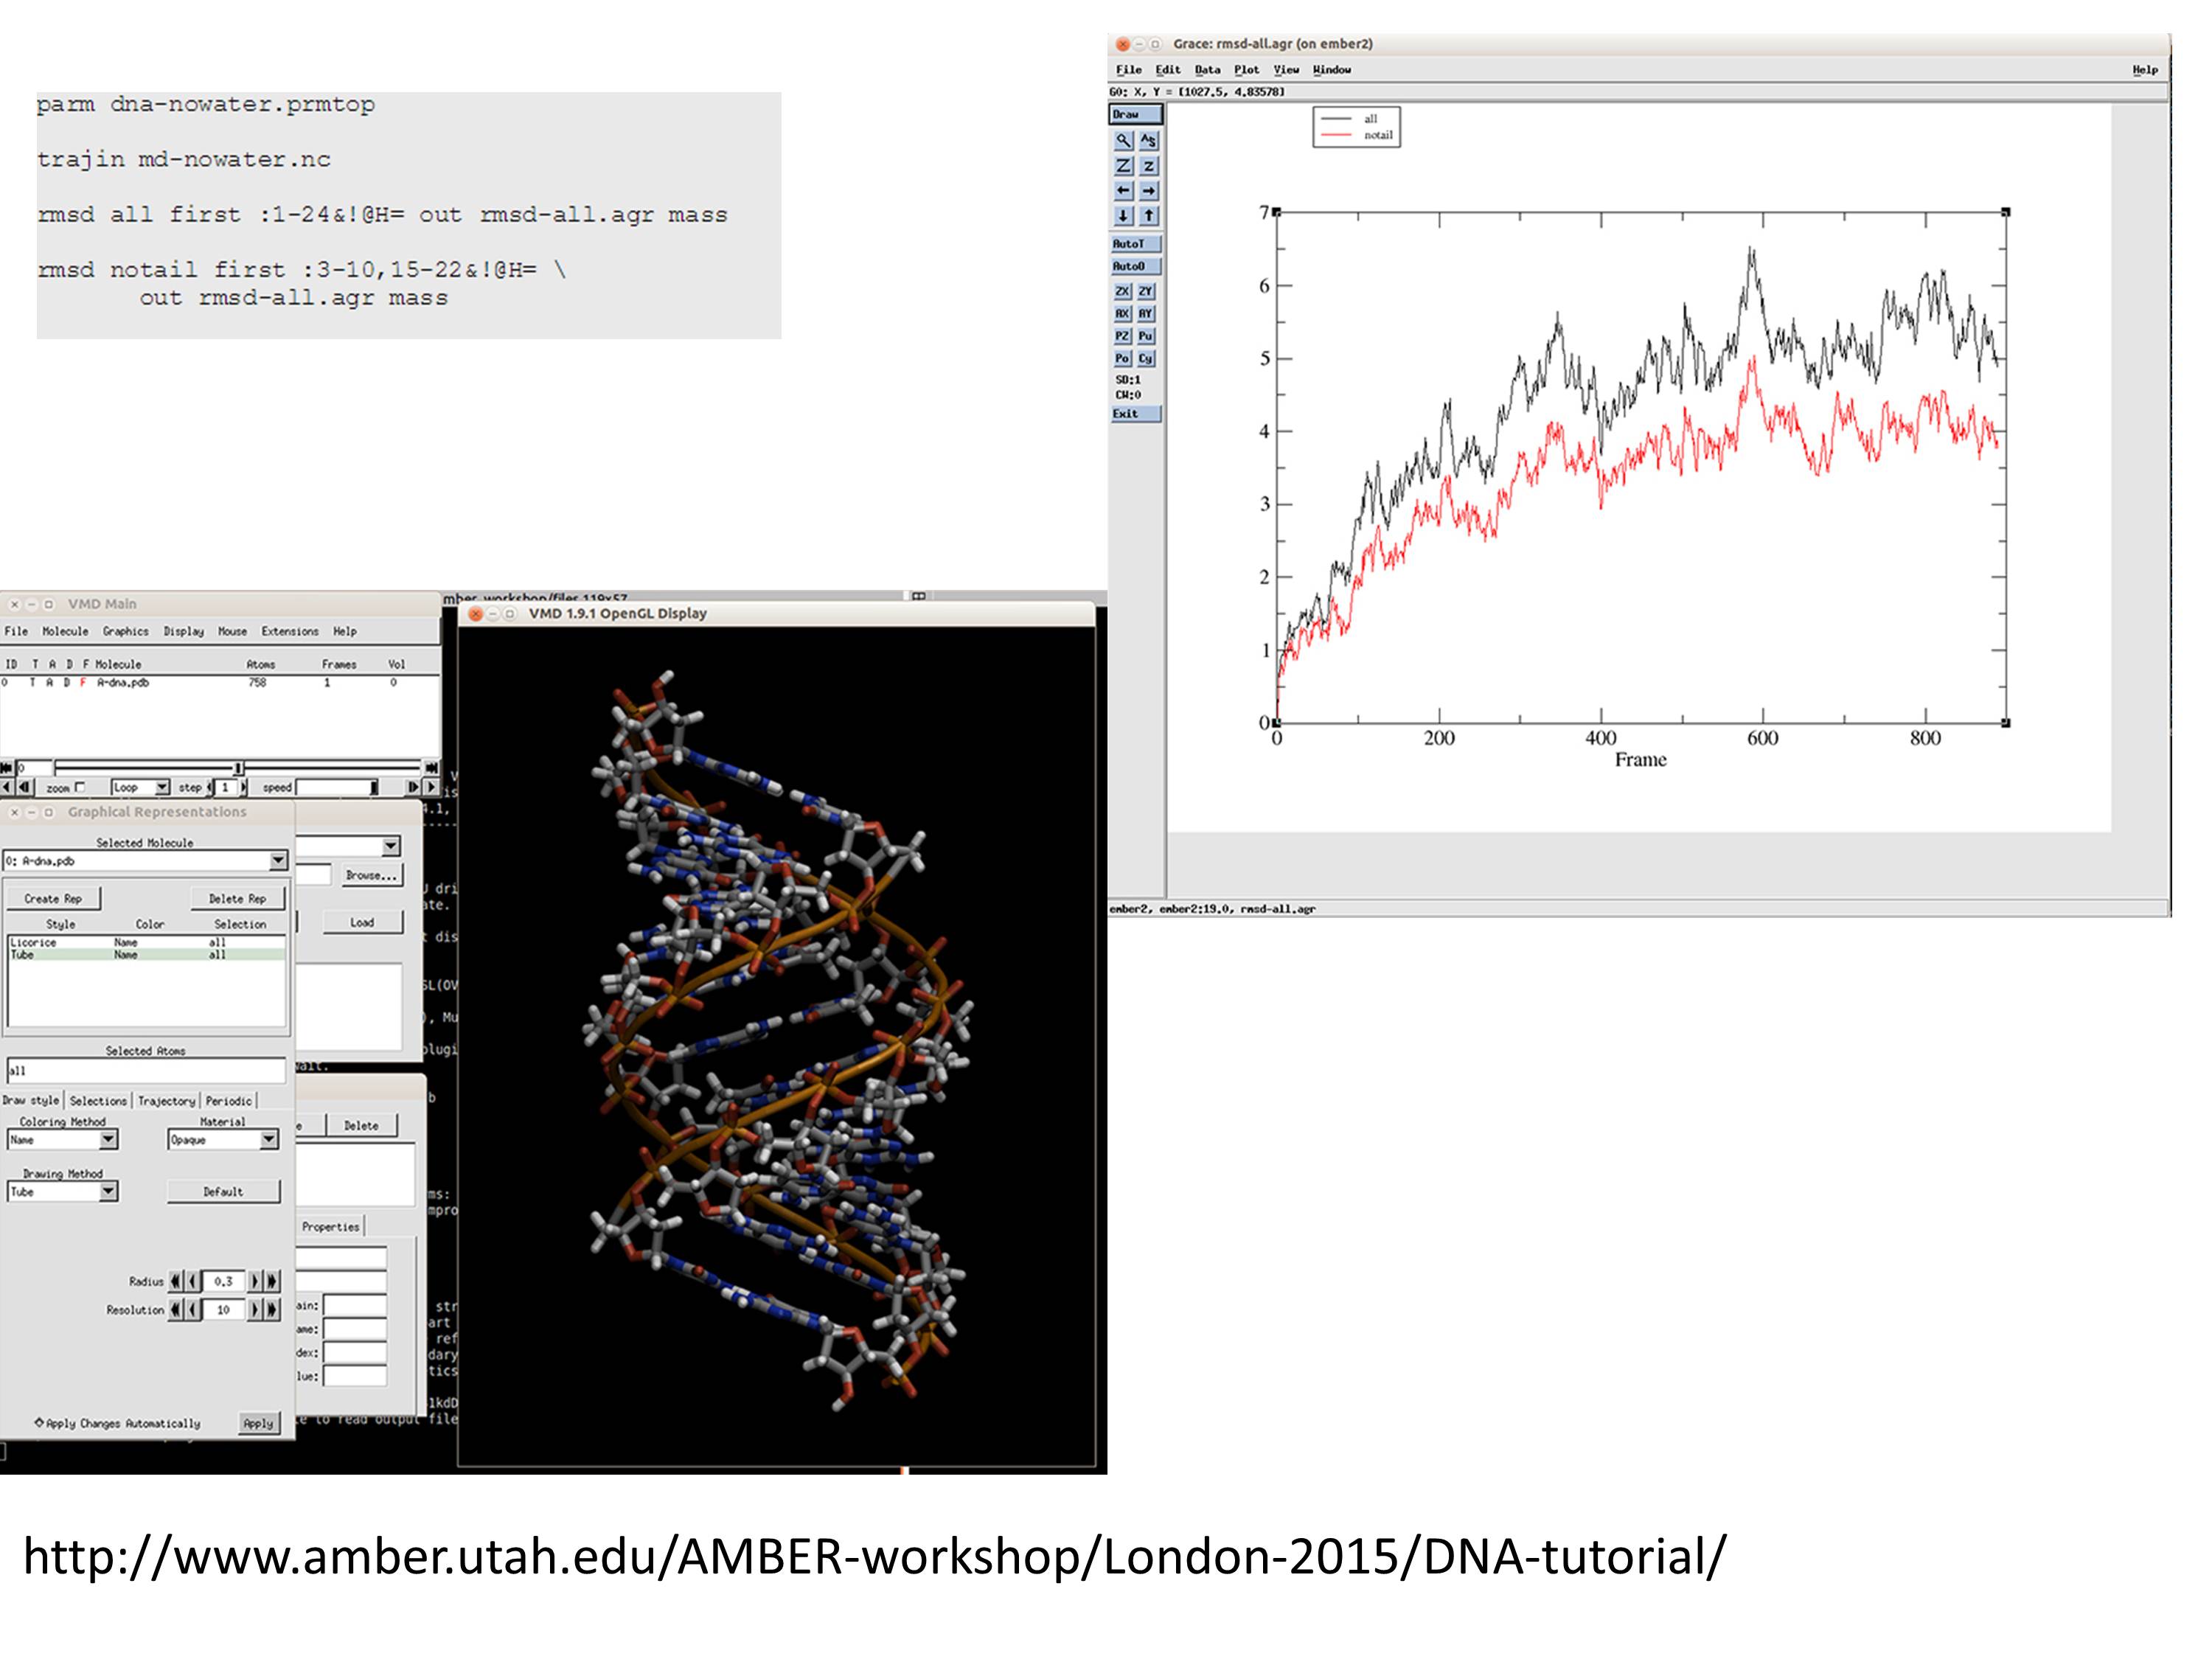 parm dna-nowater.prmtop
trajin md-nowater.nc
rmsd all first :1-24&!@H= out rmsd-all.agr mass
rmsd notail first :3-10,15-22&!@H= \
out rmsd-all.agr mass
Grace: rmsd-all.agr (on ember2)
File Edit Data Plot View Window Help
G0: X, Y = [1027.5, 4.83578]
Draw
Z z
AutoT
AutoO
ZX ZY
AX AY
PZ Pu
Po Cy
SD:1
CW:0
Exit
all
notail
7
6
5
4
3
2
1
0
0 200 400 600 800
Frame
ember2, ember2:19.0, rmsd-all.agr
VMD Main
File Molecule Graphics Display Mouse Extensions Help
ID T A D F Molecule Atoms Frames Vol
0 T A D F A-dna.pdb 758 1 0
0
zoom Loop step 1 speed
Graphical Representations
Selected Molecule
0: A-dna.pdb
Create Rep Delete Rep
Style Color Selection
Licorice Name all
Tube Name all
Selected Atoms
all
Draw style Selections Trajectory Periodic
Coloring Method Material
Name Opaque
Drawing Method
Tube Default
Radius 0.3
Resolution 10
Apply Changes Automatically Apply
Browse...
Load
Delete
Properties
VMD 1.9.1 OpenGL Display
http://www.amber.utah.edu/AMBER-workshop/London-2015/DNA-tutorial/